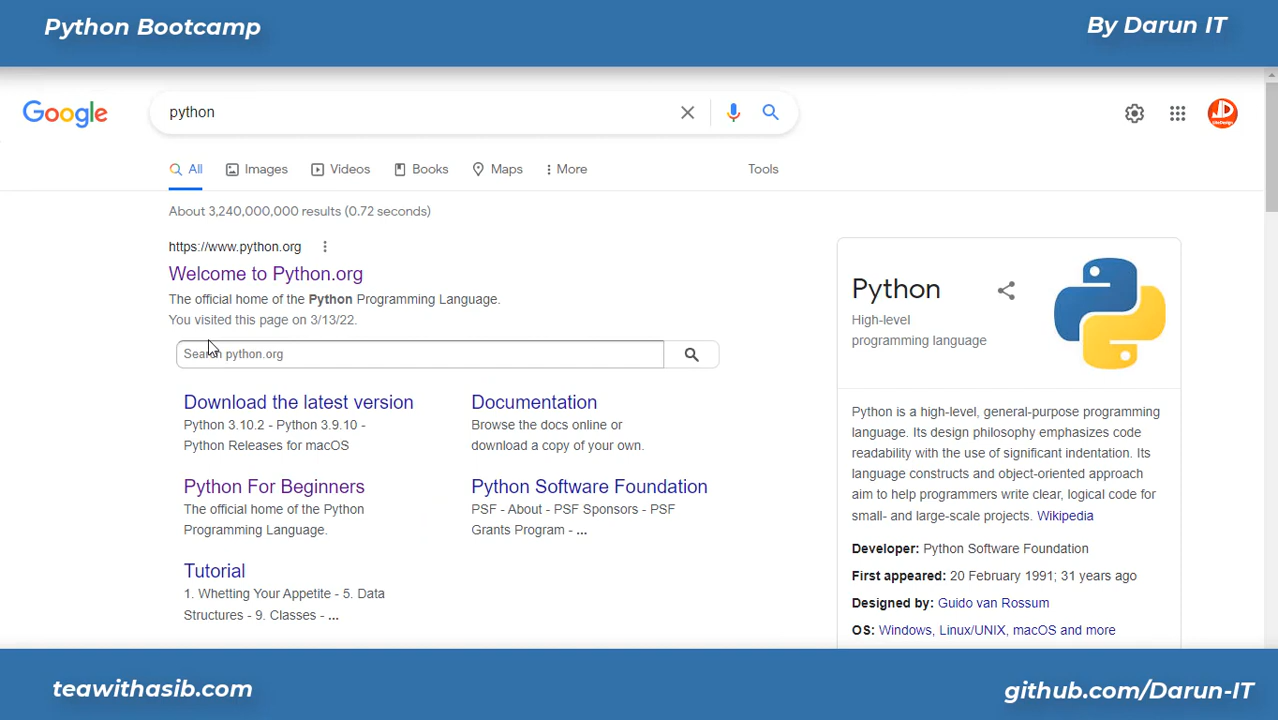 Python Bootcamp
By Darun IT
Google
python
All
Images
Videos
Books
Maps
More
Tools
About 3,240,000,000 results (0.72 seconds)
https://www.python.org
Welcome to Python.org
The official home of the Python Programming Language.
You visited this page on 3/13/22.
Search python.org
Download the latest version
Python 3.10.2 - Python 3.9.10 -
Python Releases for macOS
Documentation
Browse the docs online or
download a copy of your own.
Python For Beginners
The official home of the Python
Programming Language.
Python Software Foundation
PSF - About - PSF Sponsors - PSF
Grants Program - ...
Tutorial
1. Whetting Your Appetite - 5. Data
Structures - 9. Classes - ...
Python
High-level
programming language
Python is a high-level, general-purpose programming
language. Its design philosophy emphasizes code
readability with the use of significant indentation. Its
language constructs and object-oriented approach
aim to help programmers write clear, logical code for
small- and large-scale projects. Wikipedia
Developer: Python Software Foundation
First appeared: 20 February 1991; 31 years ago
Designed by: Guido van Rossum
OS: Windows, Linux/UNIX, macOS and more
teawithasib.com
github.com/Darun-IT